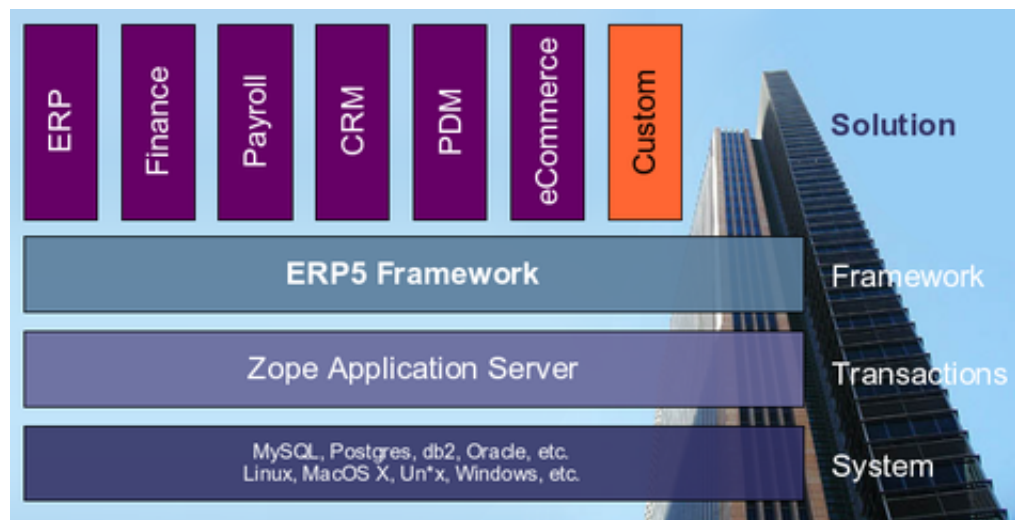 ERP
Finance
Payroll
CRM
PDM
eCommerce
Custom
Solution
ERP5 Framework
Framework
Zope Application Server
Transactions
MySQL, Postgres, db2, Oracle, etc.
Linux, MacOS X, Un*x, Windows, etc.
System